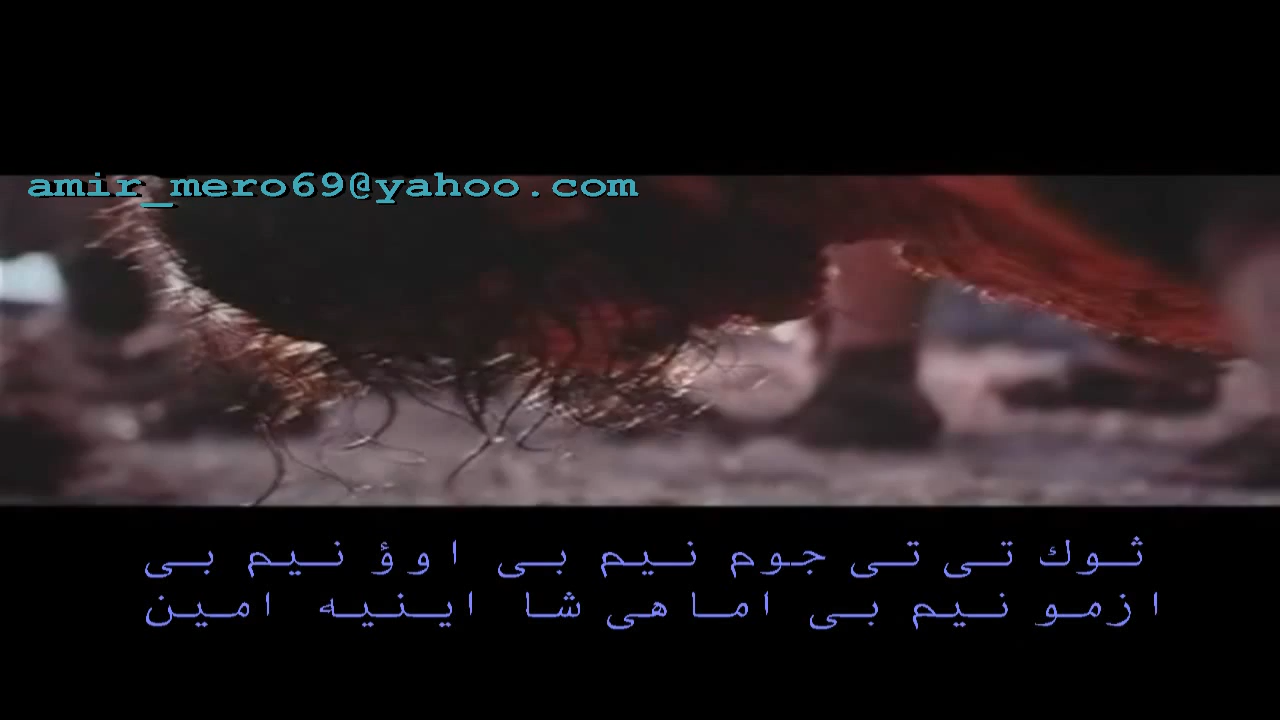 amir_mero69@yahoo.com
ثوك تی تی جوم نیم بی اوؤ نیم بی
ازمو نیم بی اماهی شا اینیه امین